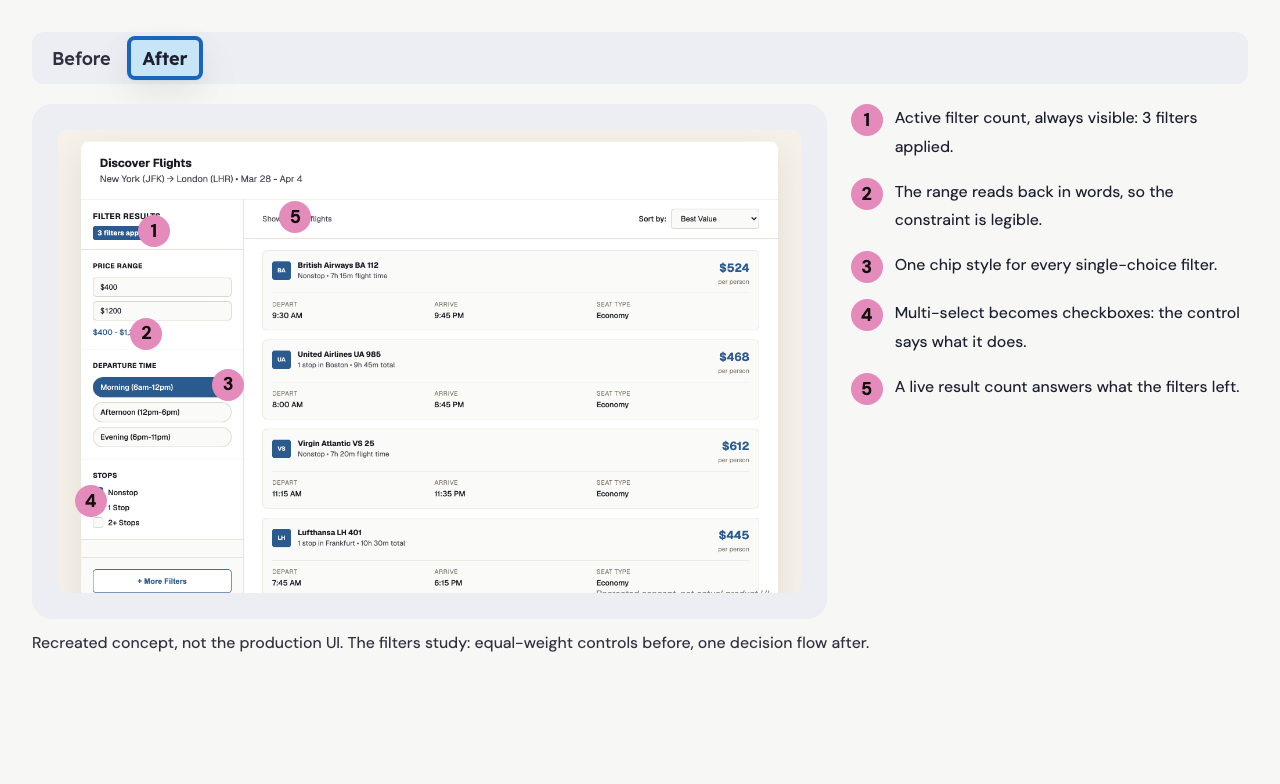 Before After
Discover Flights
New York (JFK) → London (LHR) • Mar 28 - Apr 4
FILTER RESULTS
3 filters
1
PRICE RANGE
$400
$1200
$400 -
2
DEPARTURE TIME
Morning (6am-12pm)
3
Afternoon (12pm-6pm)
Evening (6pm-11pm)
STOPS
Nonstop
4
1 Stop
2+ Stops
+ More Filters
5 flights
Sort by: Best Value
BA British Airways BA 112 $524
Nonstop • 7h 15m flight time per person
DEPART ARRIVE SEAT TYPE
9:30 AM 9:45 PM Economy
UA United Airlines UA 985 $468
1 stop in Boston • 9h 45m total per person
DEPART ARRIVE SEAT TYPE
8:00 AM 8:45 PM Economy
VS Virgin Atlantic VS 25 $612
Nonstop • 7h 20m flight time per person
DEPART ARRIVE SEAT TYPE
11:15 AM 11:35 PM Economy
LH Lufthansa LH 401 $445
1 stop in Frankfurt • 10h 30m total per person
DEPART ARRIVE SEAT TYPE
7:45 AM 6:15 PM Economy
1 Active filter count, always visible: 3 filters
applied.
2 The range reads back in words, so the
constraint is legible.
3 One chip style for every single-choice filter.
4 Multi-select becomes checkboxes: the control
says what it does.
5 A live result count answers what the filters left.
Recreated concept, not the production UI. The filters study: equal-weight controls before, one decision flow after.